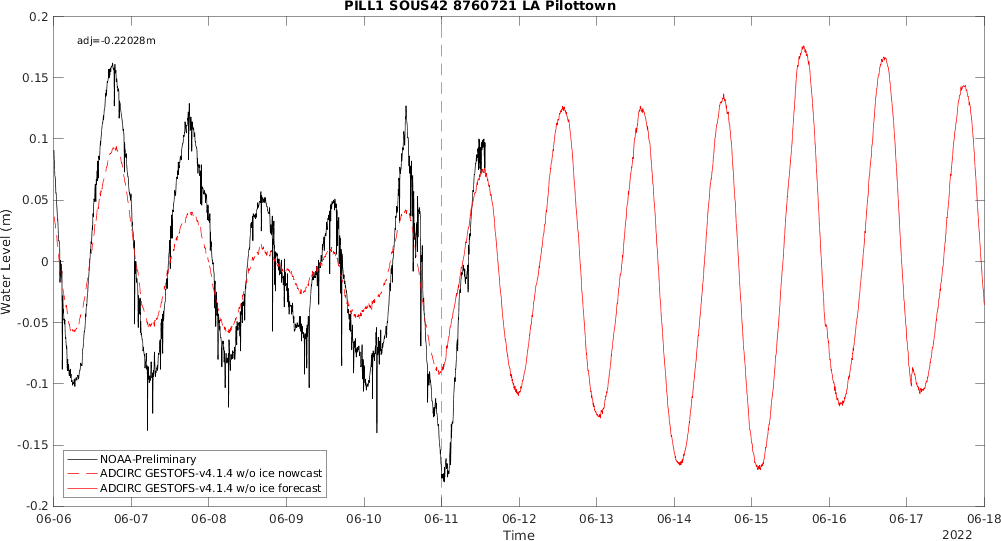 PILL1 SOUS42 8760721 LA Pilottown
adj=-0.22028m
0.2
0.15
0.1
0.05
0
-0.05
-0.1
-0.15
-0.2
Water Level (m)
NOAA-Preliminary
ADCIRC GESTOFS-v4.1.4 w/o ice nowcast
ADCIRC GESTOFS-v4.1.4 w/o ice forecast
06-06 06-07 06-08 06-09 06-10 06-11 06-12 06-13 06-14 06-15 06-16 06-17 06-18
Time
2022